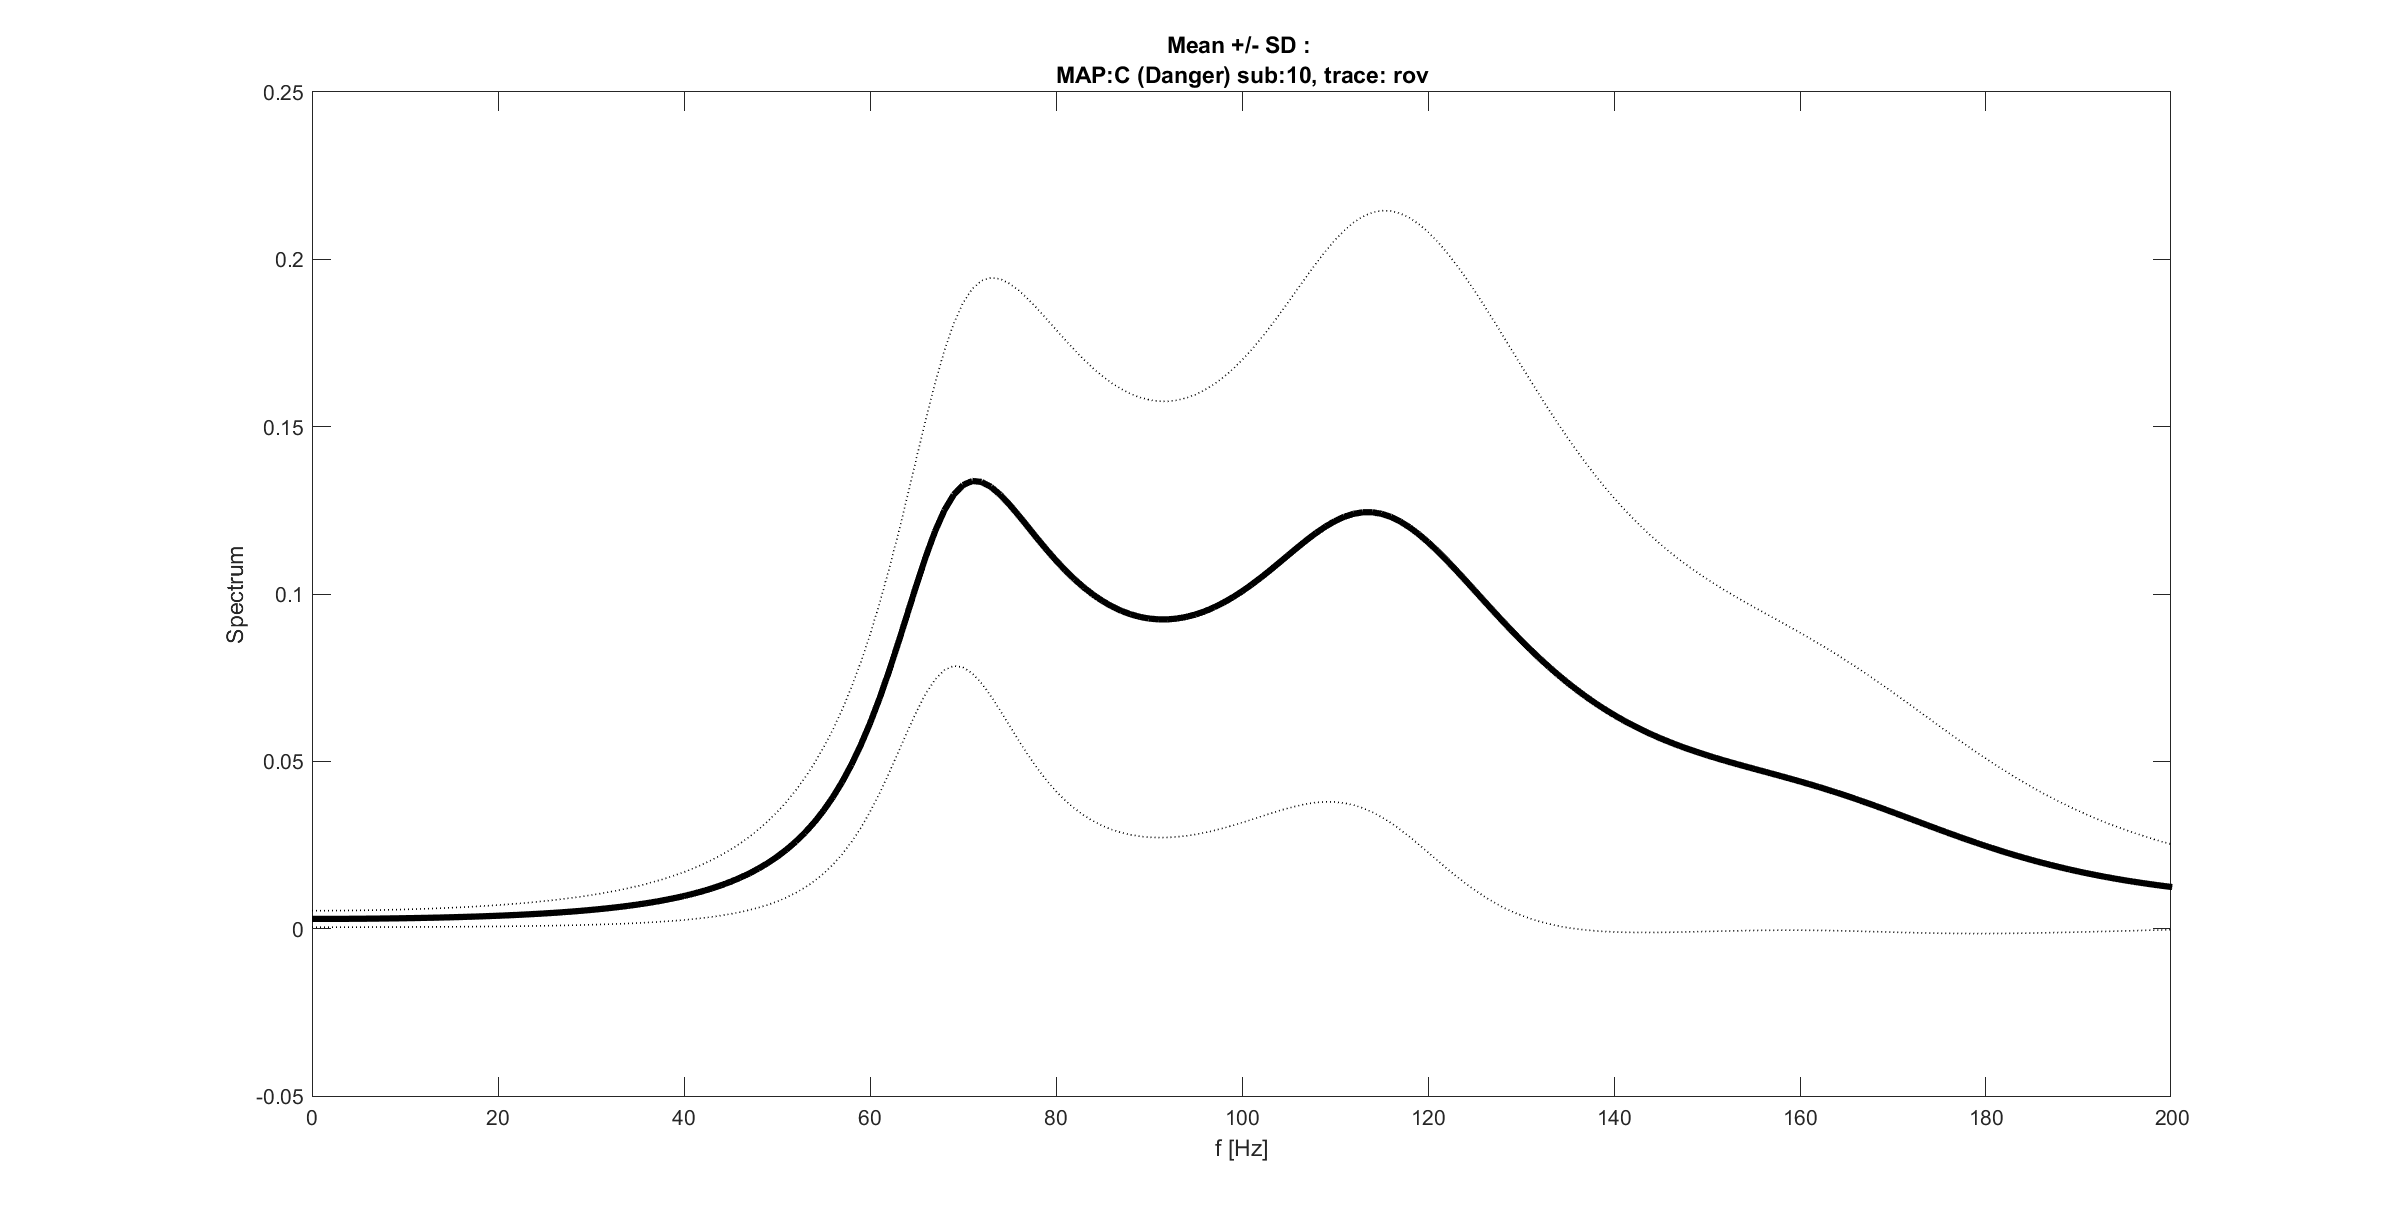 Mean +/- SD :
MAP:C (Danger) sub:10, trace: rov
0.25
0.2
0.15
0.1
0.05
0
-0.05
Spectrum
0 20 40 60 80 100 120 140 160 180 200
f [Hz]